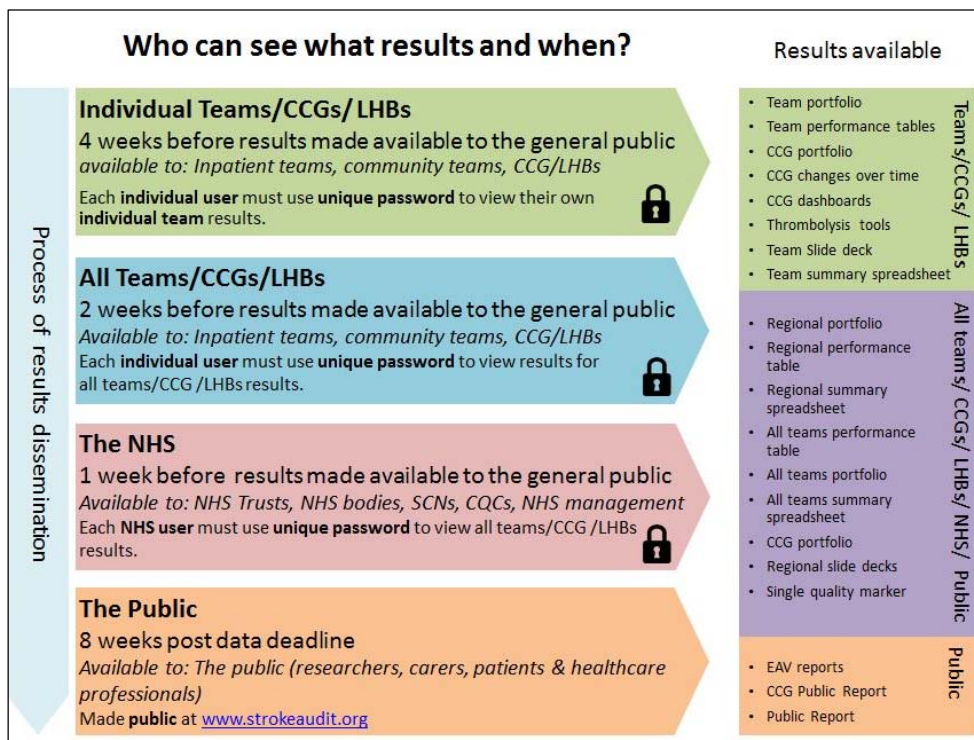 Who can see what results and when?
Process of results dissemination
Individual Teams/CCGs/ LHBs
4 weeks before results made available to the general public
available to: Inpatient teams, community teams, CCG/LHBs
Each individual user must use unique password to view their own
individual team results.
All Teams/CCGs/LHBs
2 weeks before results made available to the general public
Available to: Inpatient teams, community teams, CCG/LHBs
Each individual user must use unique password to view results for
all teams/CCG /LHBs results.
The NHS
1 week before results made available to the general public
Available to: NHS Trusts, NHS bodies, SCNs, CQCs, NHS management
Each NHS user must use unique password to view all teams/CCG /LHBs
results.
The Public
8 weeks post data deadline
Available to: The public (researchers, carers, patients & healthcare
professionals)
Made public at www.strokeaudit.org
Results available
• Team portfolio
• Team performance tables
• CCG portfolio
• CCG changes over time
• CCG dashboards
• Thrombolysis tools
• Team Slide deck
• Team summary spreadsheet
Teams/CCGs/ LHBs
• Regional portfolio
• Regional performance
table
• Regional summary
spreadsheet
• All teams performance
table
• All teams portfolio
• All teams summary
spreadsheet
• CCG portfolio
• Regional slide decks
• Single quality marker
All teams/ CCGs/ LHBs/ NHS/ Public
• EAV reports
• CCG Public Report
• Public Report
Public